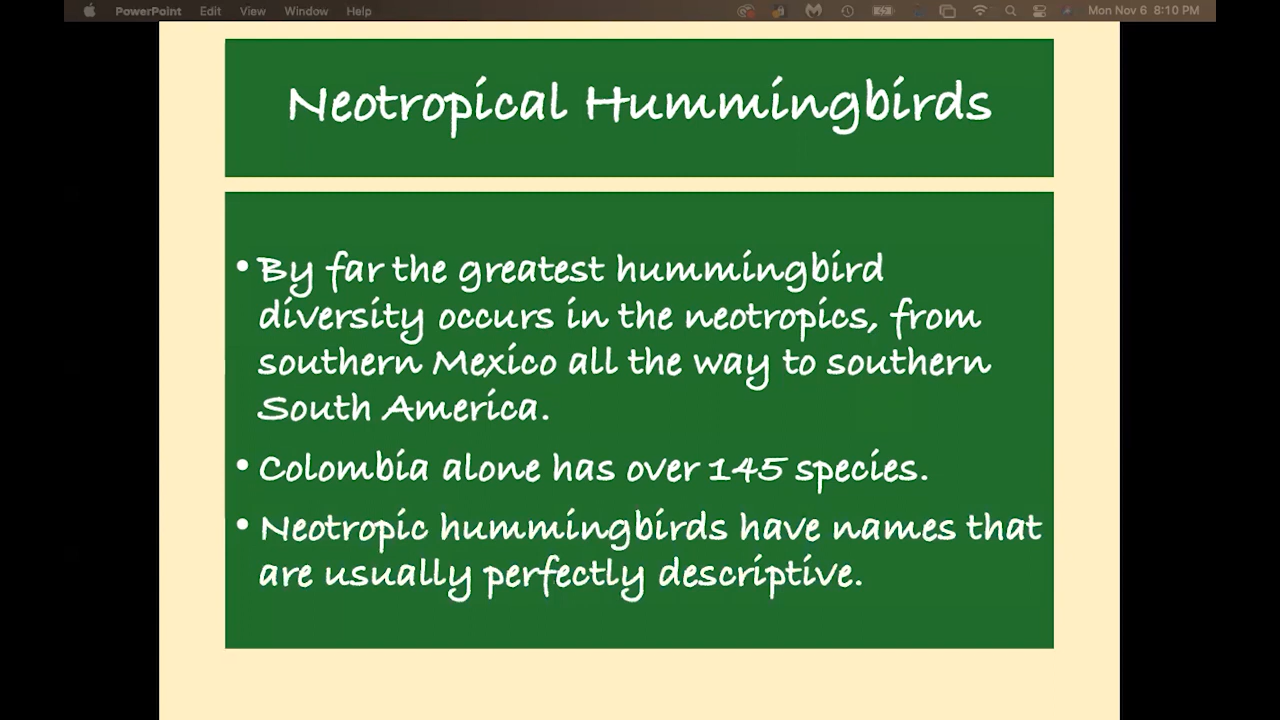 PowerPoint Edit View Window Help Mon Nov 6 8:10 PM
Neotropical Hummingbirds
• By far the greatest hummingbird
diversity occurs in the neotropics, from
southern Mexico all the way to southern
South America.
• Colombia alone has over 145 species.
• Neotropic hummingbirds have names that
are usually perfectly descriptive.